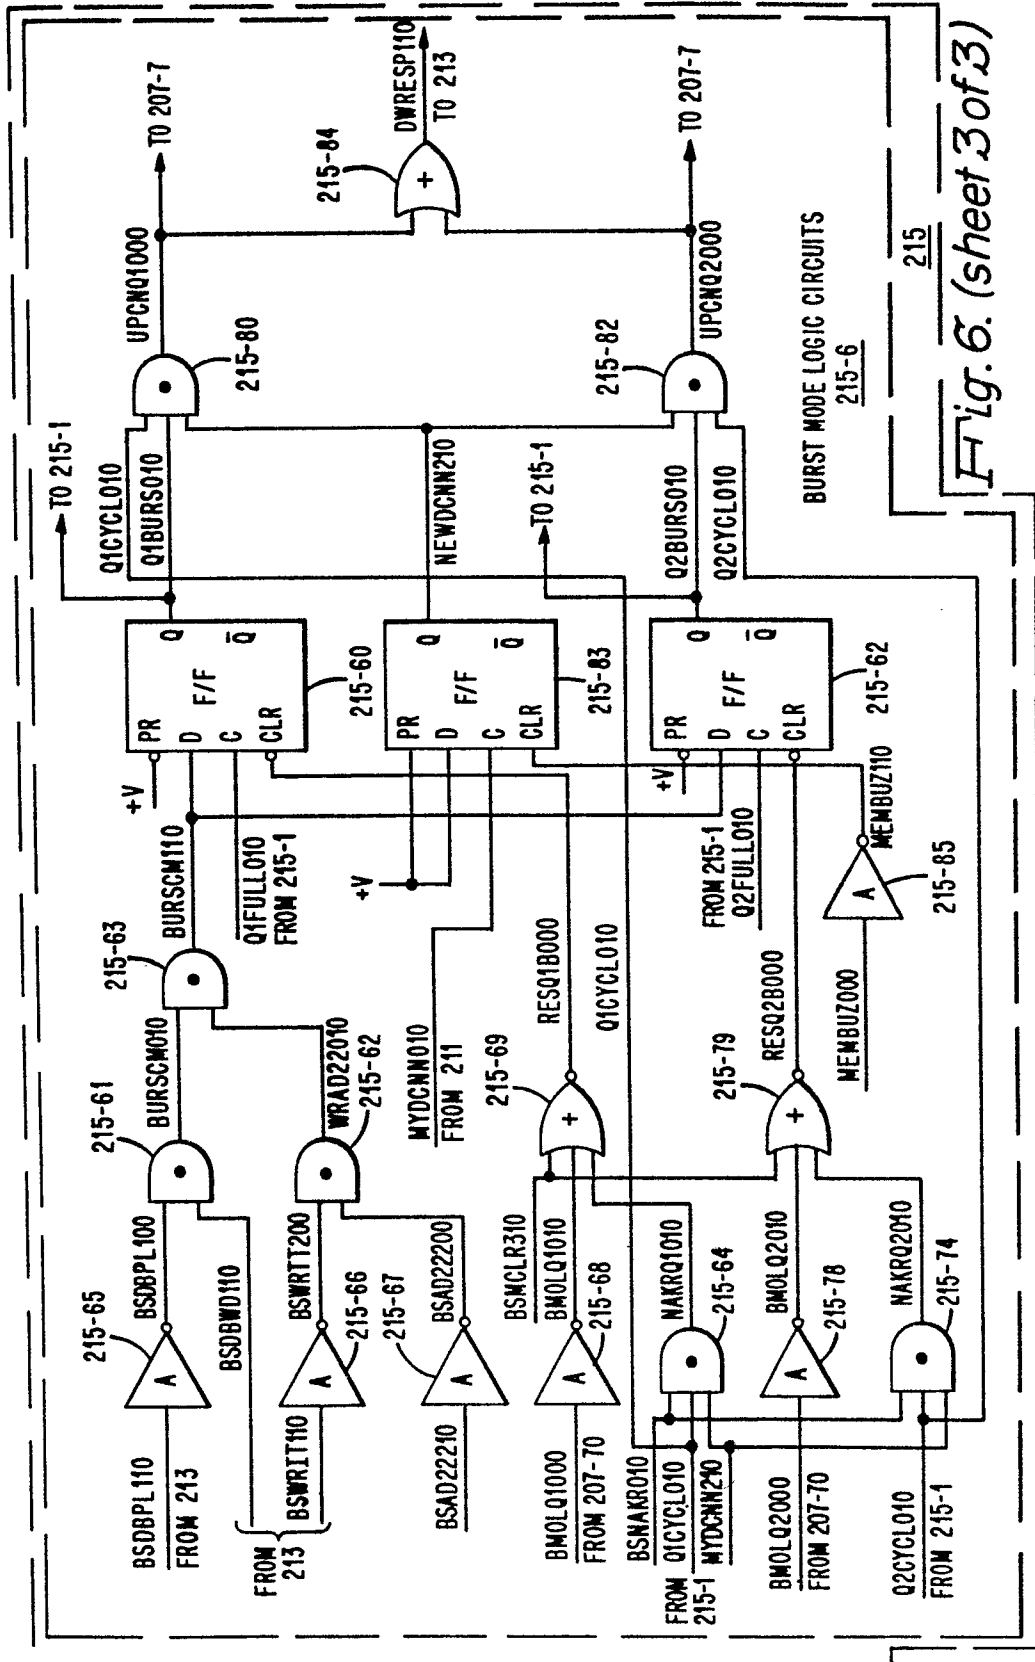 BSDBPL110
FROM 213
215-65
A
BSDBPL100
215-61
BURSCM010
215-63
BURSCM110
+V
PR
D
C
CLR
F/F
Q
Q̅
215-60
TO 215-1
Q1CYCL010
Q1BURS010
UPCNQ1000
215-80
TO 207-7
BSDBWD110
FROM
213
BSWRIT110
A
BSWRTT200
215-66
WRAD22010
215-62
Q1FULL010
FROM 215-1
215-67
BSAD22210
A
BSAD22200
+V
MYDCNN010
FROM 211
PR
D
C
CLR
F/F
Q
Q̅
215-83
NEWDCNN210
215-84
+
DWRESP110
TO 213
BSMCLR310
BMOLQ1010
BMOLQ1000
FROM 207-70
A
215-68
215-69
+
RESQ1B000
Q1CYCL010
TO 215-1
BSNAKR010
FROM
215-1
Q1CYCL010
MYDCNN210
215-64
NAKRQ1010
FROM 215-1
Q2FULL010
+V
PR
D
C
CLR
F/F
Q
Q̅
215-62
Q2BURS010
Q2CYCL010
215-82
UPCNQ2000
TO 207-7
BMOLQ2000
FROM 207-70
A
215-78
BMOLQ2010
215-79
+
RESQ2B000
Q2CYCL010
FROM 215-1
215-74
NAKRQ2010
MEMBUZ000
A
215-85
MEMBUZ110
BURST MODE LOGIC CIRCUITS
215-6
215
Fig. 6. (sheet 3 of 3)